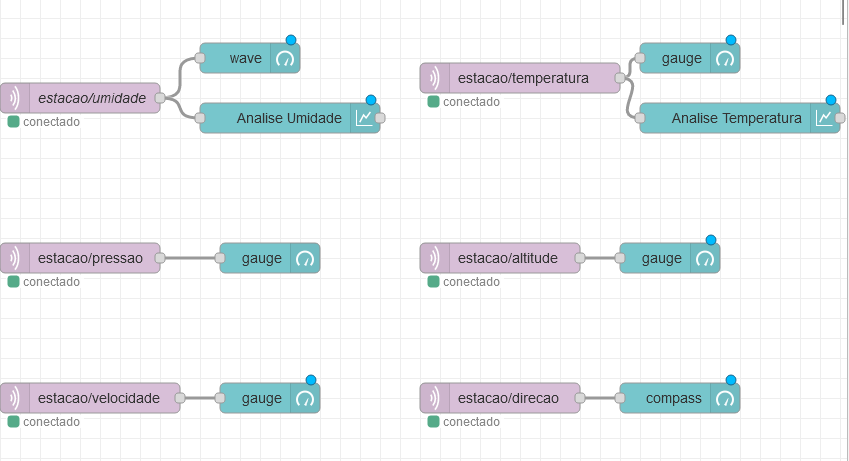 estacao/umidade
conectado
wave
Analise Umidade
estacao/temperatura
conectado
gauge
Analise Temperatura
estacao/pressao
conectado
gauge
estacao/altitude
conectado
gauge
estacao/velocidade
conectado
gauge
estacao/direcao
conectado
compass